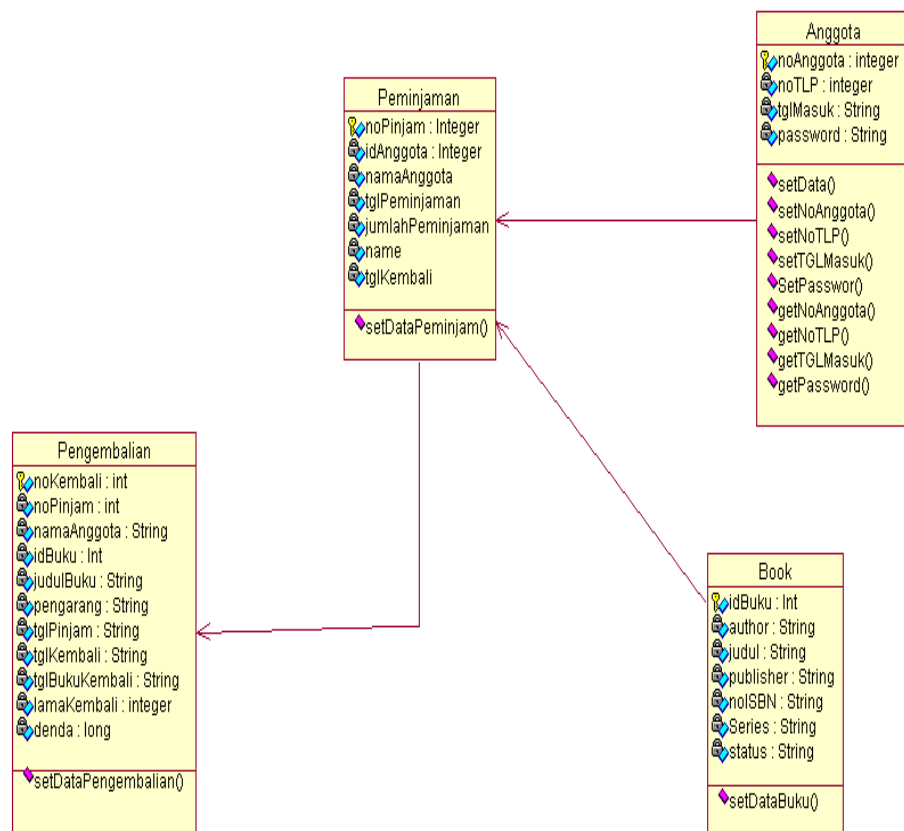 Anggota
noAnggota : integer
noTLP : integer
tglMasuk : String
password : String
setData()
setNoAnggota()
setNoTLP()
setTGLMasuk()
SetPasswor()
getNoAnggota()
getNoTLP()
getTGLMasuk()
getPassword()
Peminjaman
noPinjam : Integer
idAnggota : Integer
namaAnggota
tglPeminjaman
jumlahPeminjaman
name
tglKembali
setDataPeminjam()
Pengembalian
noKembali : int
noPinjam : int
namaAnggota : String
idBuku : Int
judulBuku : String
pengarang : String
tglPinjam : String
tglKembali : String
tglBukuKembali : String
lamaKembali : integer
denda : long
setDataPengembalian()
Book
idBuku : Int
author : String
judul : String
publisher : String
noISBN : String
Series : String
status : String
setDataBuku()